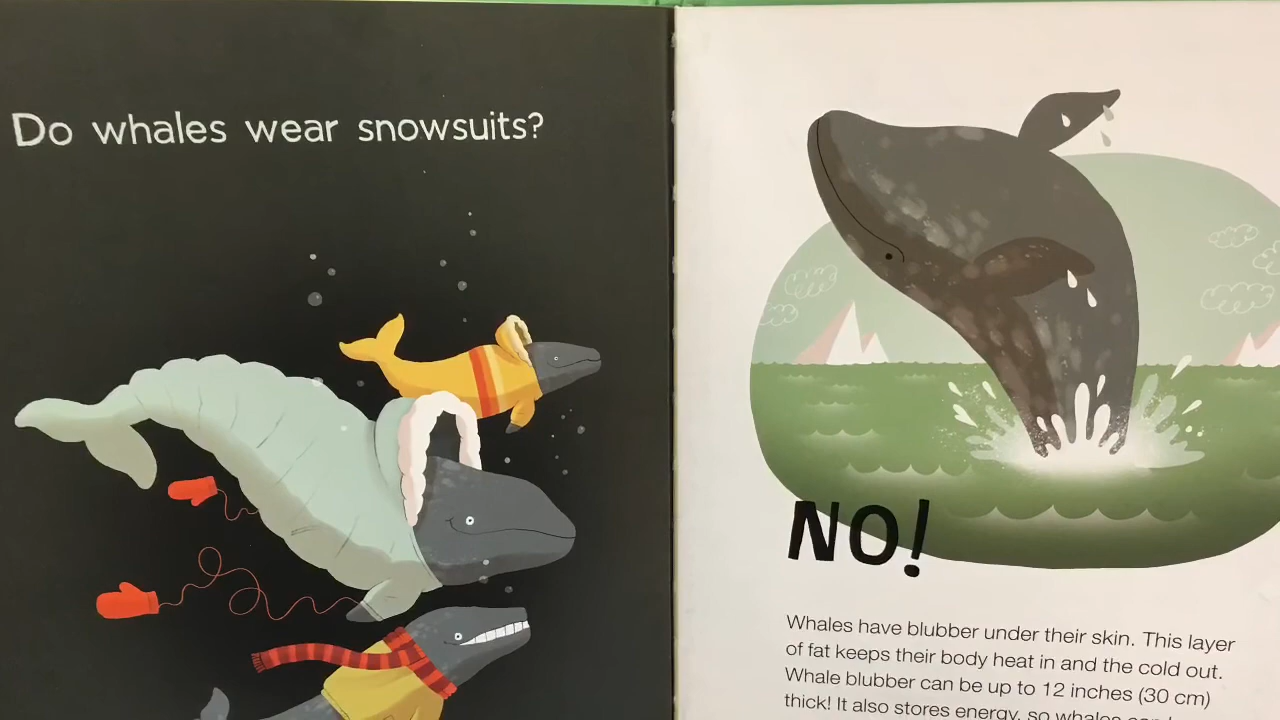 Do whales wear snowsuits?
NO!
Whales have blubber under their skin. This layer
of fat keeps their body heat in and the cold out.
Whale blubber can be up to 12 inches (30 cm)
thick! It also stores energy, so whales